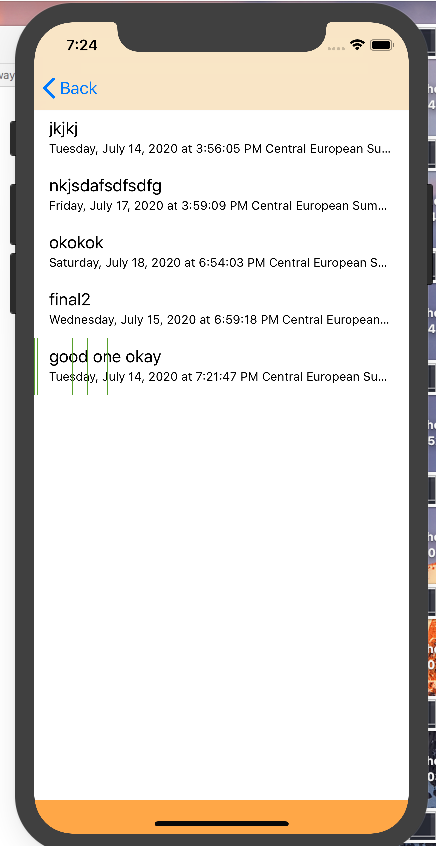 way
7:24
Back
jkjkj
Tuesday, July 14, 2020 at 3:56:05 PM Central European Su...
nkjsdafsdfsdfg
Friday, July 17, 2020 at 3:59:09 PM Central European Sum...
okokok
Saturday, July 18, 2020 at 6:54:03 PM Central European S...
final2
Wednesday, July 15, 2020 at 6:59:18 PM Central European...
good one okay
Tuesday, July 14, 2020 at 7:21:47 PM Central European Su...